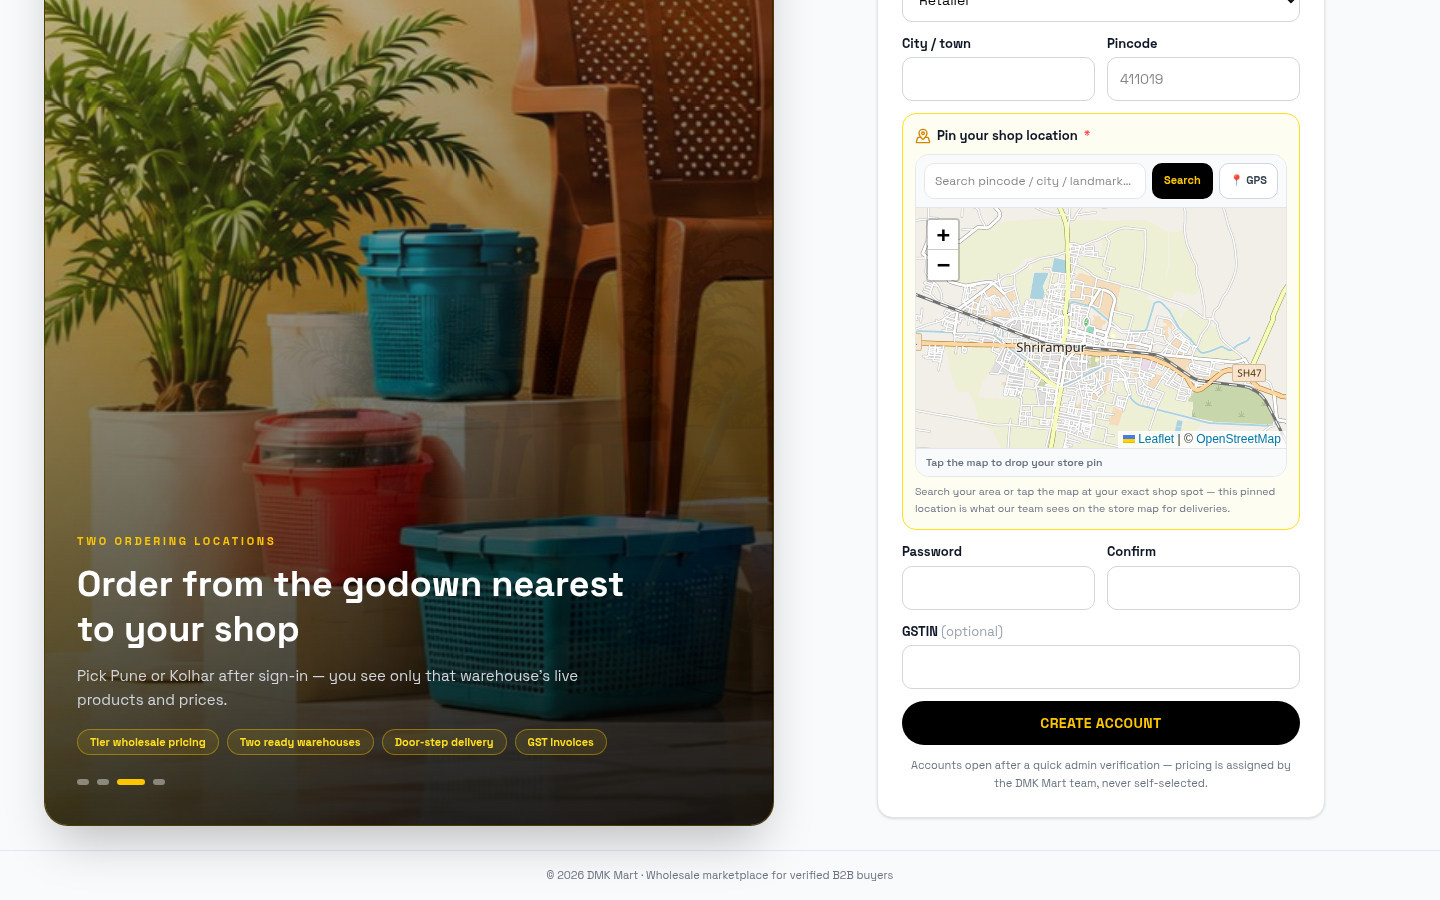 TWO ORDERING LOCATIONS
Order from the godown nearest
to your shop
Pick Pune or Kolhar after sign-in — you see only that warehouse's live
products and prices.
Tier wholesale pricing
Two ready warehouses
Door-step delivery
GST invoices
Retailer
City / town
Pincode
411019
Pin your shop location *
Search pincode / city / landmark...
Search
📍 GPS
+
−
Shrirampur
SH47
Leaflet | © OpenStreetMap
Tap the map to drop your store pin
Search your area or tap the map at your exact shop spot — this pinned
location is what our team sees on the store map for deliveries.
Password
Confirm
GSTIN (optional)
CREATE ACCOUNT
Accounts open after a quick admin verification — pricing is assigned by
the DMK Mart team, never self-selected.
© 2026 DMK Mart · Wholesale marketplace for verified B2B buyers